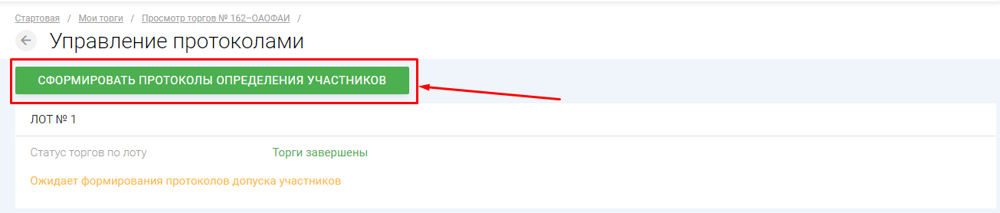 Стартовая / Мои торги / Просмотр торгов № 162–ОАОФАИ /
Управление протоколами
СФОРМИРОВАТЬ ПРОТОКОЛЫ ОПРЕДЕЛЕНИЯ УЧАСТНИКОВ
ЛОТ № 1
Статус торгов по лоту Торги завершены
Ожидает формирования протоколов допуска участников